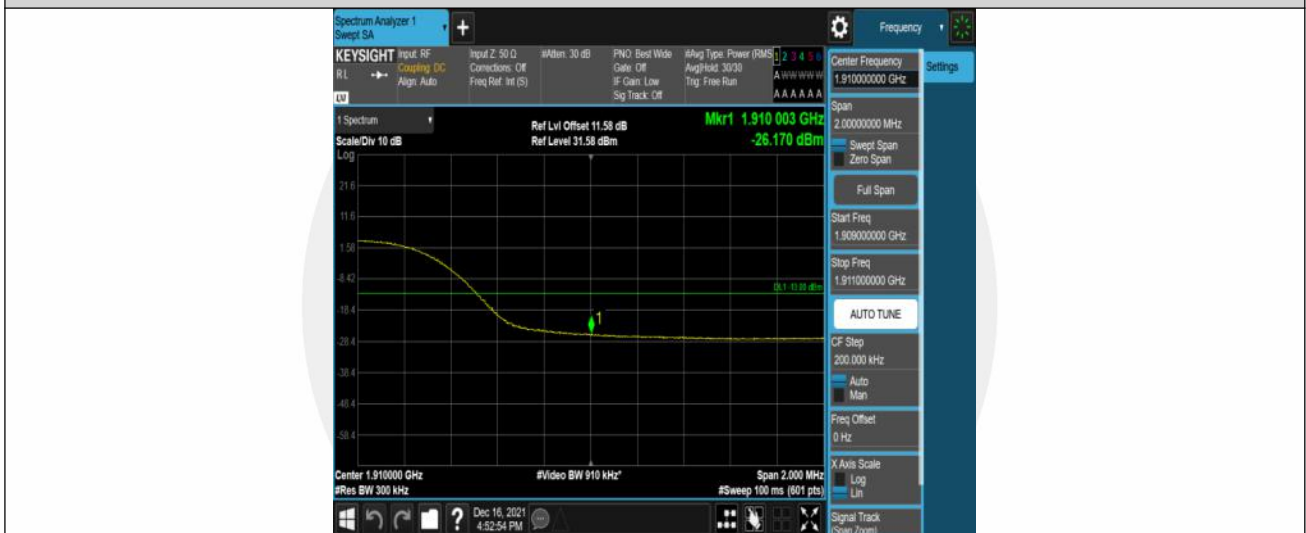 Spectrum Analyzer 1
Swept SA
+
Frequency
KEYSIGHT
Input: RF
Coupling: DC
Align: Auto
RL
LV
Input Z: 50 Ω
Corrections: Off
Freq Ref: Int (S)
#Atten: 30 dB
PNO: Best Wide
Gate: Off
IF Gain: Low
Sig Track: Off
#Avg Type: Power (RMS
Avg|Hold: 30/30
Trig: Free Run
1 2 3 4 5 6
A W W W W W
A A A A A A
1 Spectrum
Scale/Div 10 dB
Log
Ref Lvl Offset 11.58 dB
Ref Level 31.58 dBm
Mkr1 1.910 003 GHz
-26.170 dBm
21.6
11.6
1.58
-8.42
-18.4
-28.4
-38.4
-48.4
-58.4
DL1 -13.00 dBm
1
Center 1.910000 GHz
#Res BW 300 kHz
#Video BW 910 kHz*
Span 2.000 MHz
#Sweep 100 ms (601 pts)
Dec 16, 2021
4:52:54 PM
?
Center Frequency
1.910000000 GHz
Settings
Span
2.00000000 MHz
Swept Span
Zero Span
Full Span
Start Freq
1.909000000 GHz
Stop Freq
1.911000000 GHz
AUTO TUNE
CF Step
200.000 kHz
Auto
Man
Freq Offset
0 Hz
X Axis Scale
Log
Lin
Signal Track
(Span Zoom)